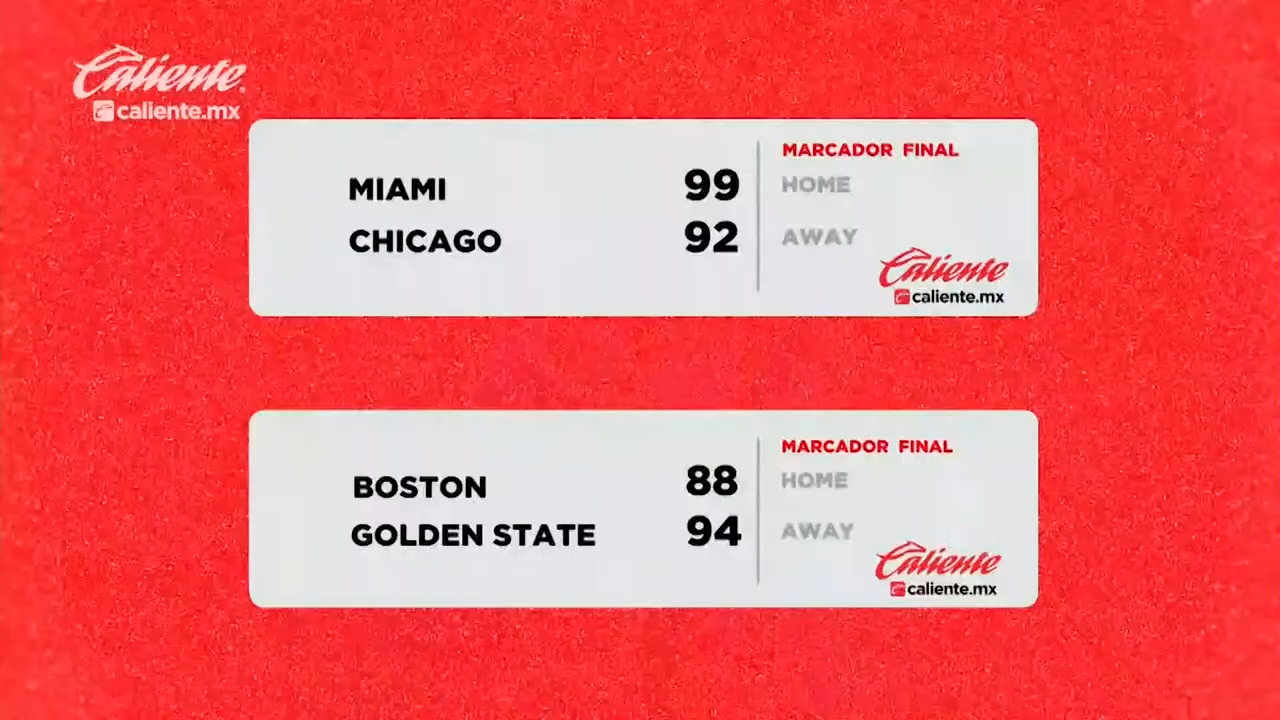 Caliente
caliente.mx
MARCADOR FINAL
MIAMI 99 HOME
CHICAGO 92 AWAY
Caliente
caliente.mx
MARCADOR FINAL
BOSTON 88 HOME
GOLDEN STATE 94 AWAY
Caliente
caliente.mx